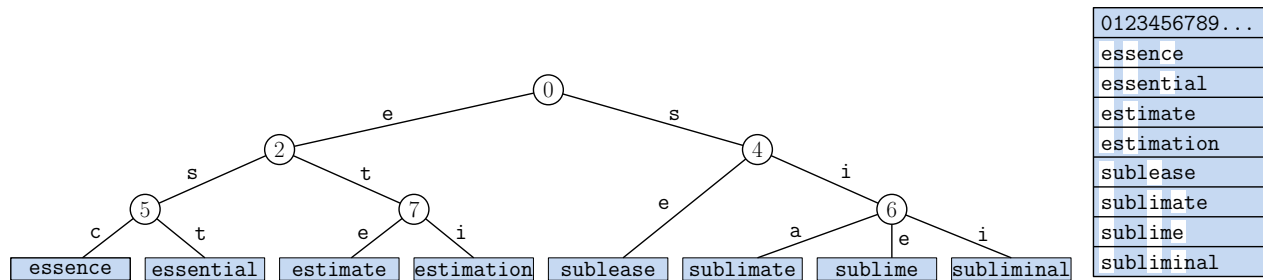 0
e
s
2
4
s
t
i
5
7
6
c
t
e
i
e
a
e
i
essence
essential
estimate
estimation
sublease
sublimate
sublime
subliminal
0123456789...
essence
essential
estimate
estimation
sublease
sublimate
sublime
subliminal